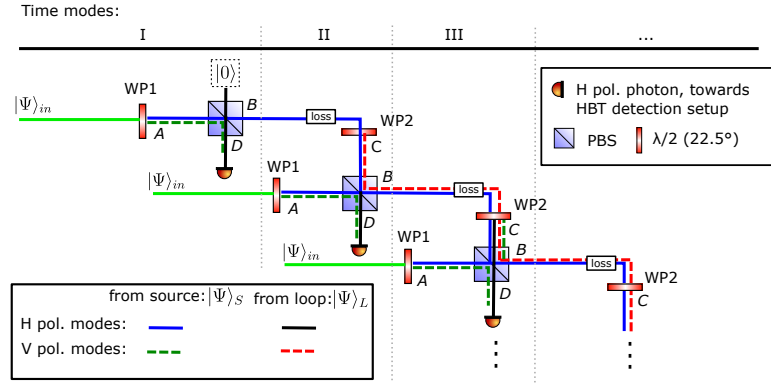 Time modes:
I II III ...
|0⟩
WP1 B
|Ψ⟩in loss WP2
A D C
WP1 B
|Ψ⟩in loss WP2
A D C
WP1 B
|Ψ⟩in loss WP2
A D C
H pol. photon, towards
HBT detection setup
PBS λ/2 (22.5°)
from source:|Ψ⟩S from loop:|Ψ⟩L
H pol. modes:
V pol. modes: